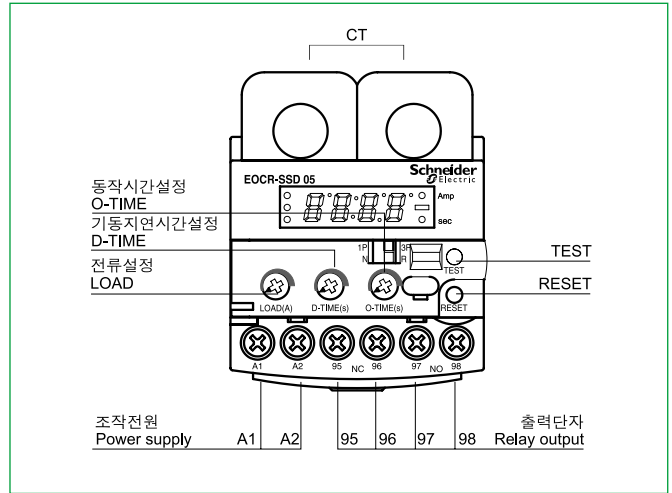 CT
Schneider
Electric
EOCR-SSD 05
Amp
sec
동작시간설정
O-TIME
기동지연시간설정
D-TIME
전류설정
LOAD
1P 3P
N R
TEST
RESET
TEST
RESET
LOAD(A) D-TIME(s) O-TIME(s)
A1 A2 95 NC 96 97 NO 98
조작전원
Power supply
A1 A2 95 96 97 98
출력단자
Relay output